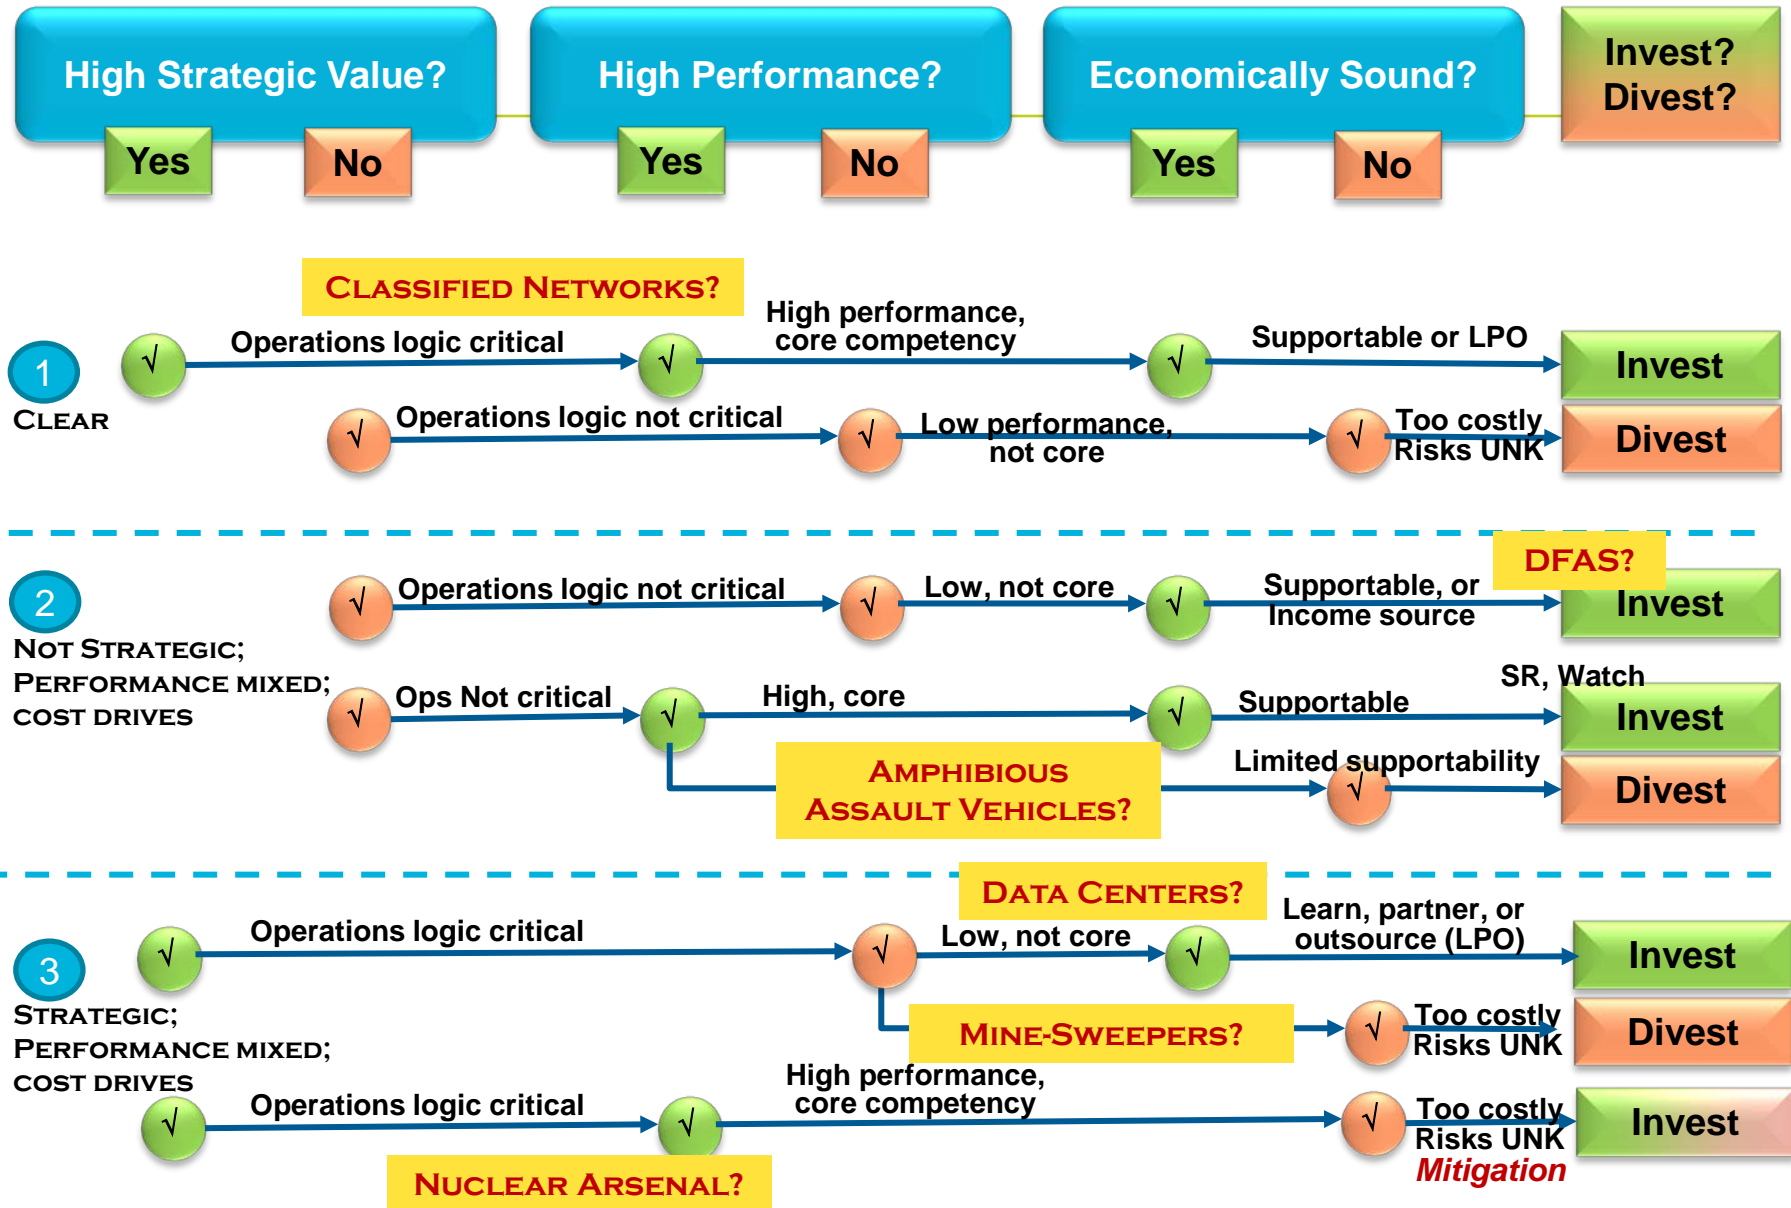 High Strategic Value?
High Performance?
Economically Sound?
Invest?
Divest?
Yes
No
Yes
No
Yes
No
CLASSIFIED NETWORKS?
1
CLEAR
√
Operations logic critical
√
High performance,
core competency
√
Supportable or LPO
Invest
√
Operations logic not critical
√
Low performance,
not core
√
Too costly
Risks UNK
Divest
DFAS?
2
NOT STRATEGIC;
PERFORMANCE MIXED;
COST DRIVES
√
Operations logic not critical
√
Low, not core
√
Supportable, or
Income source
Invest
√
Ops Not critical
√
High, core
√
Supportable
SR, Watch
Invest
AMPHIBIOUS
ASSAULT VEHICLES?
Limited supportability
√
Divest
DATA CENTERS?
3
STRATEGIC;
PERFORMANCE MIXED;
COST DRIVES
√
Operations logic critical
√
Low, not core
√
Learn, partner, or
outsource (LPO)
Invest
MINE-SWEEPERS?
√
Too costly
Risks UNK
Divest
√
Operations logic critical
√
High performance,
core competency
√
Too costly
Risks UNK
Mitigation
Invest
NUCLEAR ARSENAL?